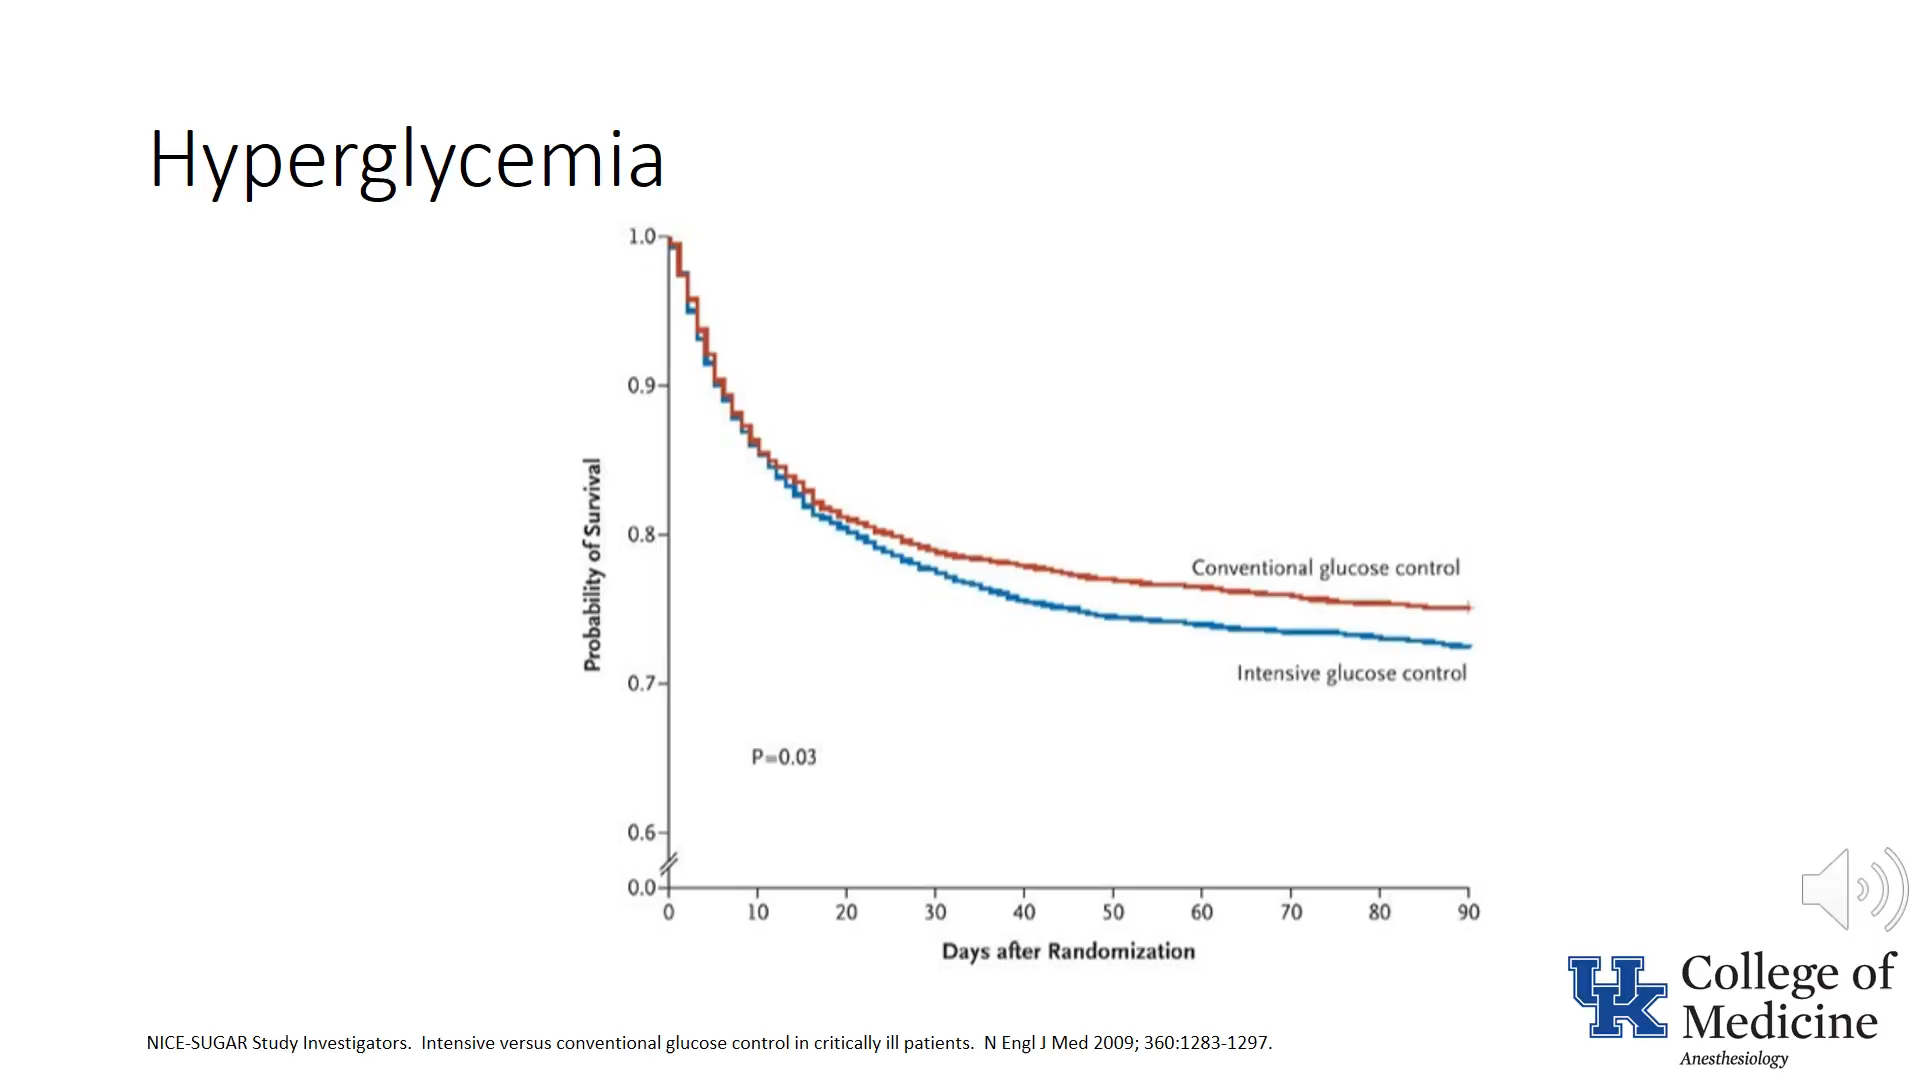 Hyperglycemia
1.0
0.9
0.8
0.7
0.6
0.0
Probability of Survival
Conventional glucose control
Intensive glucose control
P=0.03
0 10 20 30 40 50 60 70 80 90
Days after Randomization
NICE-SUGAR Study Investigators. Intensive versus conventional glucose control in critically ill patients. N Engl J Med 2009; 360:1283-1297.
UK
College of
Medicine
Anesthesiology